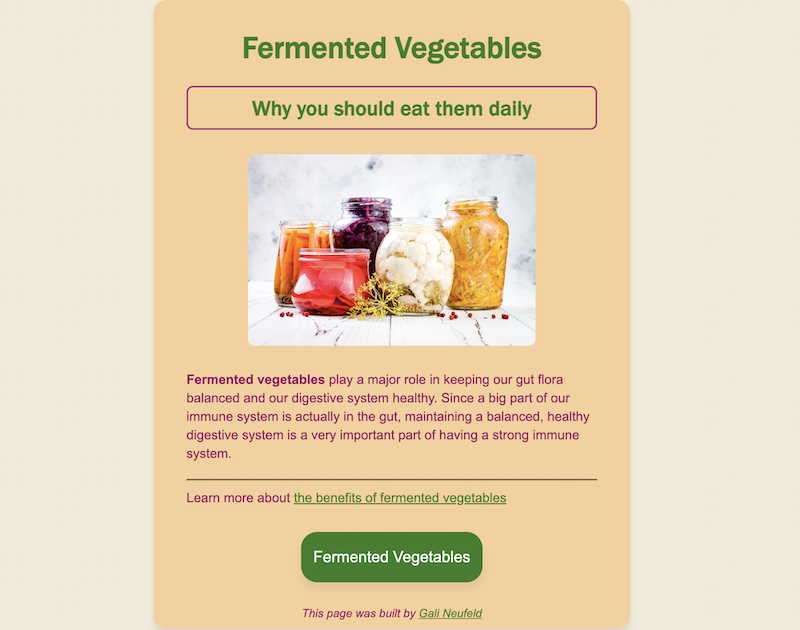 Fermented Vegetables
Why you should eat them daily
Fermented vegetables play a major role in keeping our gut flora
balanced and our digestive system healthy. Since a big part of our
immune system is actually in the gut, maintaining a balanced, healthy
digestive system is a very important part of having a strong immune
system.
Learn more about the benefits of fermented vegetables
Fermented Vegetables
This page was built by Gali Neufeld